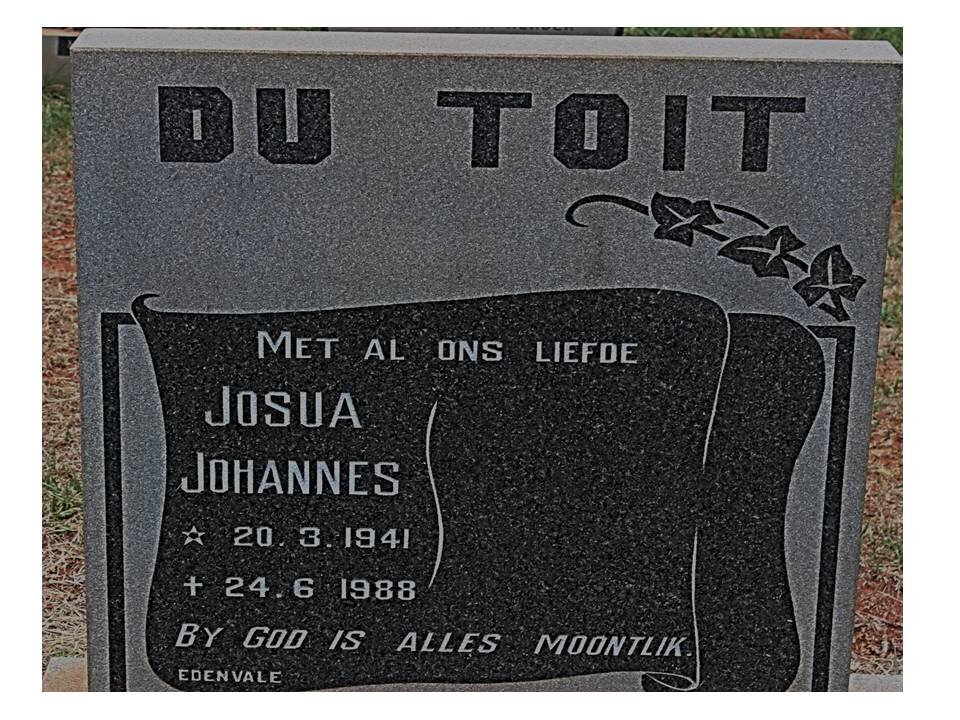 DU TOIT
MET AL ONS LIEFDE
JOSUA
JOHANNES
☆ 20.3.1941
✝ 24.6 1988
BY GOD IS ALLES MOONTLIK.
EDENVALE